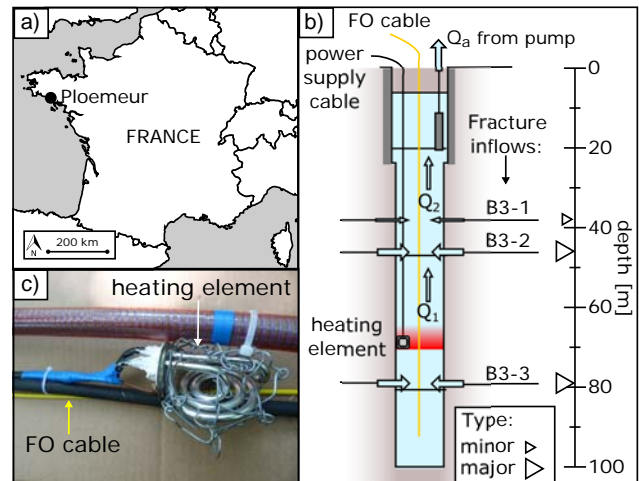 a)
Ploemeur
FRANCE
N
200 km
c)
heating element
FO cable
b)
FO cable
power
supply
cable
Qa from pump
0
20
40
60
80
100
depth [m]
Fracture
inflows:
Q2
B3-1
B3-2
Q1
heating
element
B3-3
Type:
minor
major